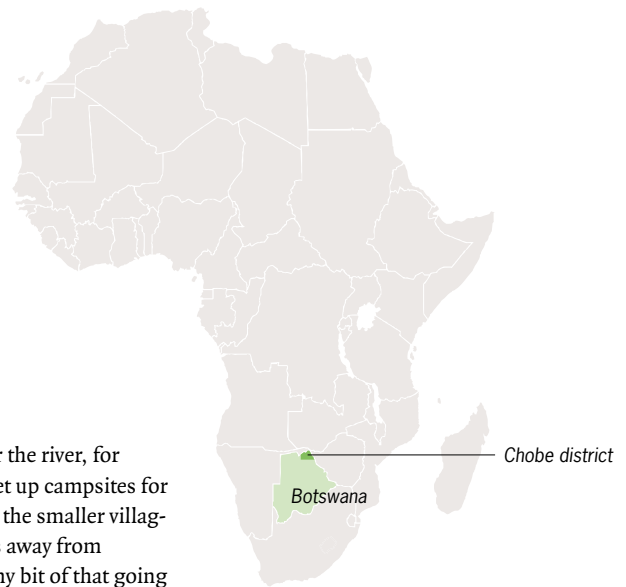 r the river, for
et up campsites for
the smaller villag-
s away from
ny bit of that going
Chobe district
Botswana